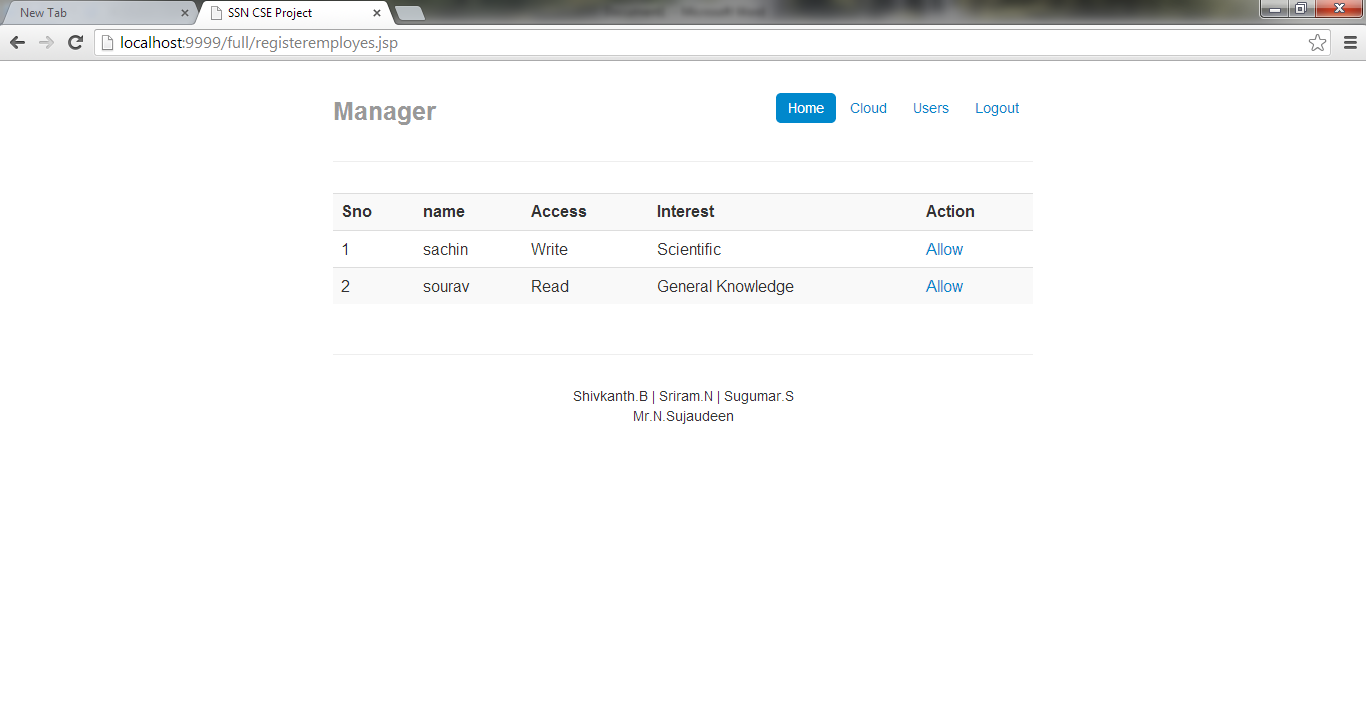 New Tab
SSN CSE Project
localhost:9999/full/registeremployes.jsp
Manager Home Cloud Users Logout
Sno name Access Interest Action
1 sachin Write Scientific Allow
2 sourav Read General Knowledge Allow
Shivkanth.B | Sriram.N | Sugumar.S
Mr.N.Sujaudeen